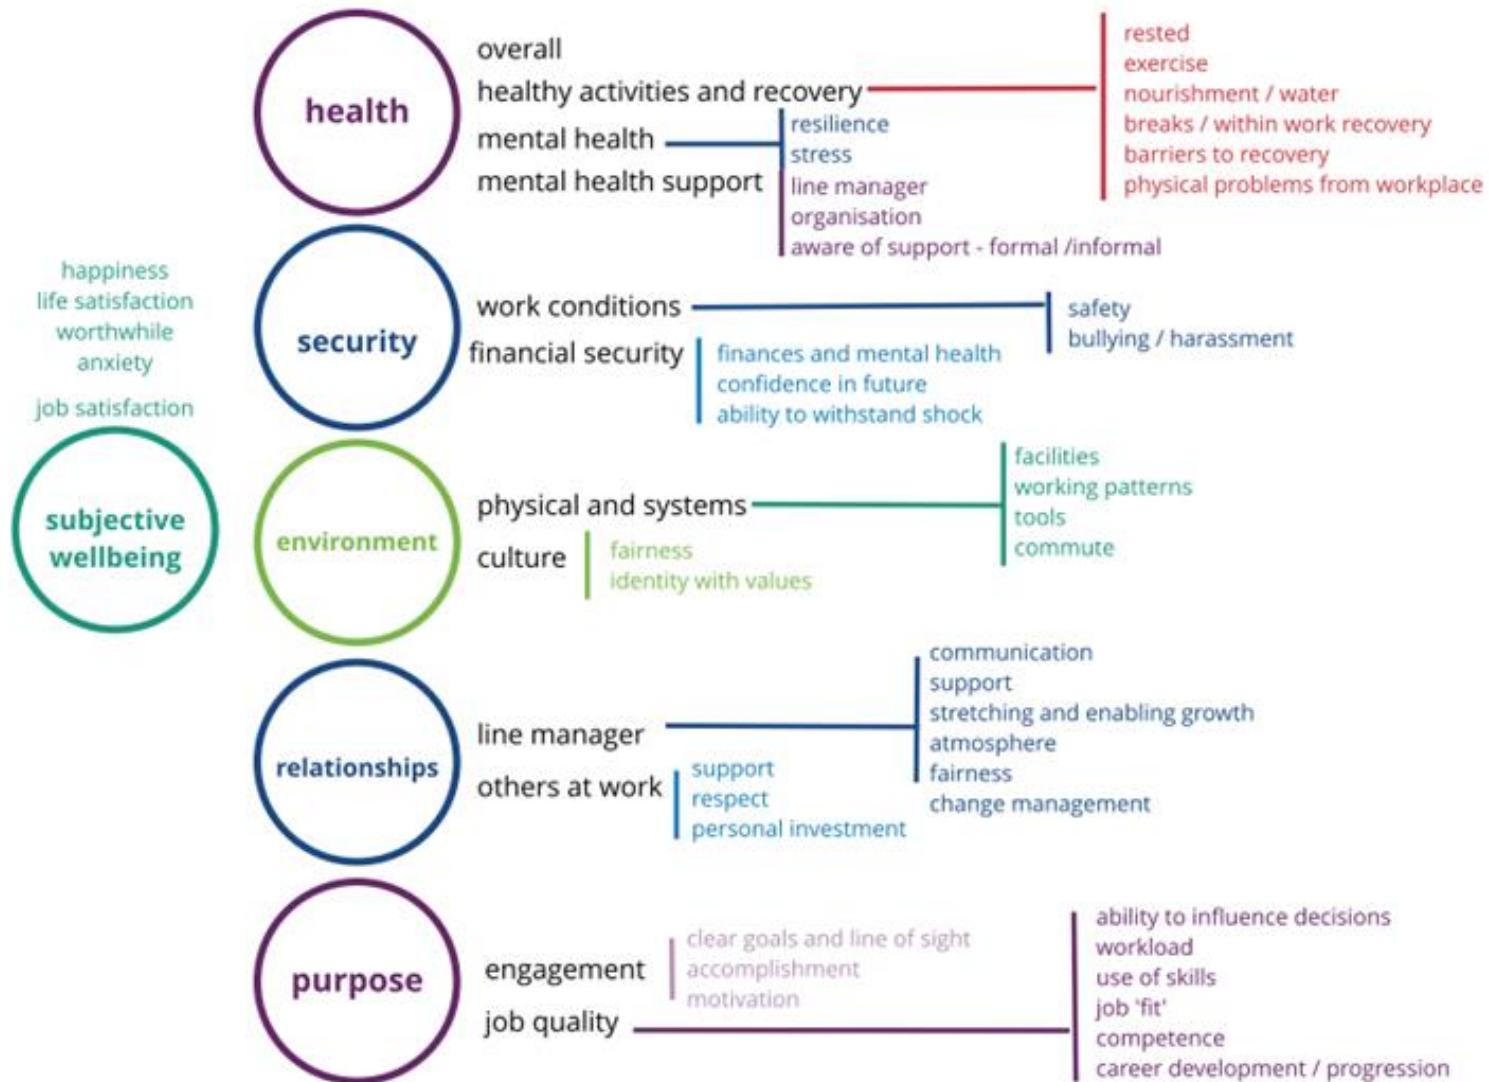 happiness
life satisfaction
worthwhile
anxiety
job satisfaction
subjective
wellbeing
health
overall
healthy activities and recovery
rested
exercise
nourishment / water
breaks / within work recovery
barriers to recovery
physical problems from workplace
mental health
resilience
stress
mental health support
line manager
organisation
aware of support - formal /informal
security
work conditions
safety
bullying / harassment
financial security
finances and mental health
confidence in future
ability to withstand shock
environment
physical and systems
facilities
working patterns
tools
commute
culture
fairness
identity with values
relationships
line manager
communication
support
stretching and enabling growth
atmosphere
fairness
change management
others at work
support
respect
personal investment
purpose
engagement
clear goals and line of sight
accomplishment
motivation
job quality
ability to influence decisions
workload
use of skills
job 'fit'
competence
career development / progression